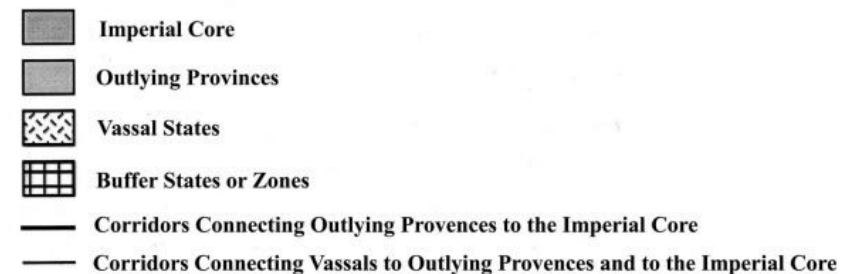 Imperial Core
Outlying Provinces
Vassal States
Buffer States or Zones
Corridors Connecting Outlying Provences to the Imperial Core
Corridors Connecting Vassals to Outlying Provences and to the Imperial Core